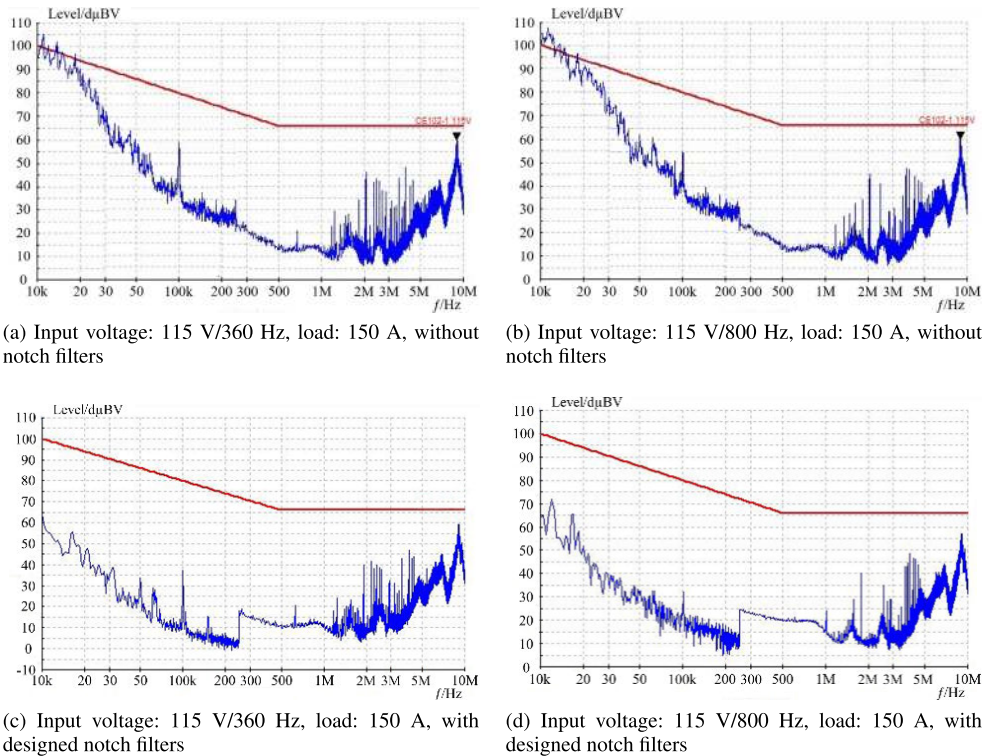 Level/dμBV
110
100
90
80
70
60
50
40
30
20
10
0
CE102-1 115V
10k 20 30 50 100k 200 300 500 1M 2M 3M 5M 10M
f/Hz
(a) Input voltage: 115 V/360 Hz, load: 150 A, without
notch filters
Level/dμBV
110
100
90
80
70
60
50
40
30
20
10
0
CE102-1 115V
10k 20 30 50 100k 200 300 500 1M 2M 3M 5M 10M
f/Hz
(b) Input voltage: 115 V/800 Hz, load: 150 A, without
notch filters
Level/dμBV
110
100
90
80
70
60
50
40
30
20
10
0
-10
10k 20 30 50 100k 200 300 500 1M 2M 3M 5M 10M
f/Hz
(c) Input voltage: 115 V/360 Hz, load: 150 A, with
designed notch filters
Level/dμBV
110
100
90
80
70
60
50
40
30
20
10
0
10k 20 30 50 100k 200 300 500 1M 2M 3M 5M 10M
f/Hz
(d) Input voltage: 115 V/800 Hz, load: 150 A, with
designed notch filters